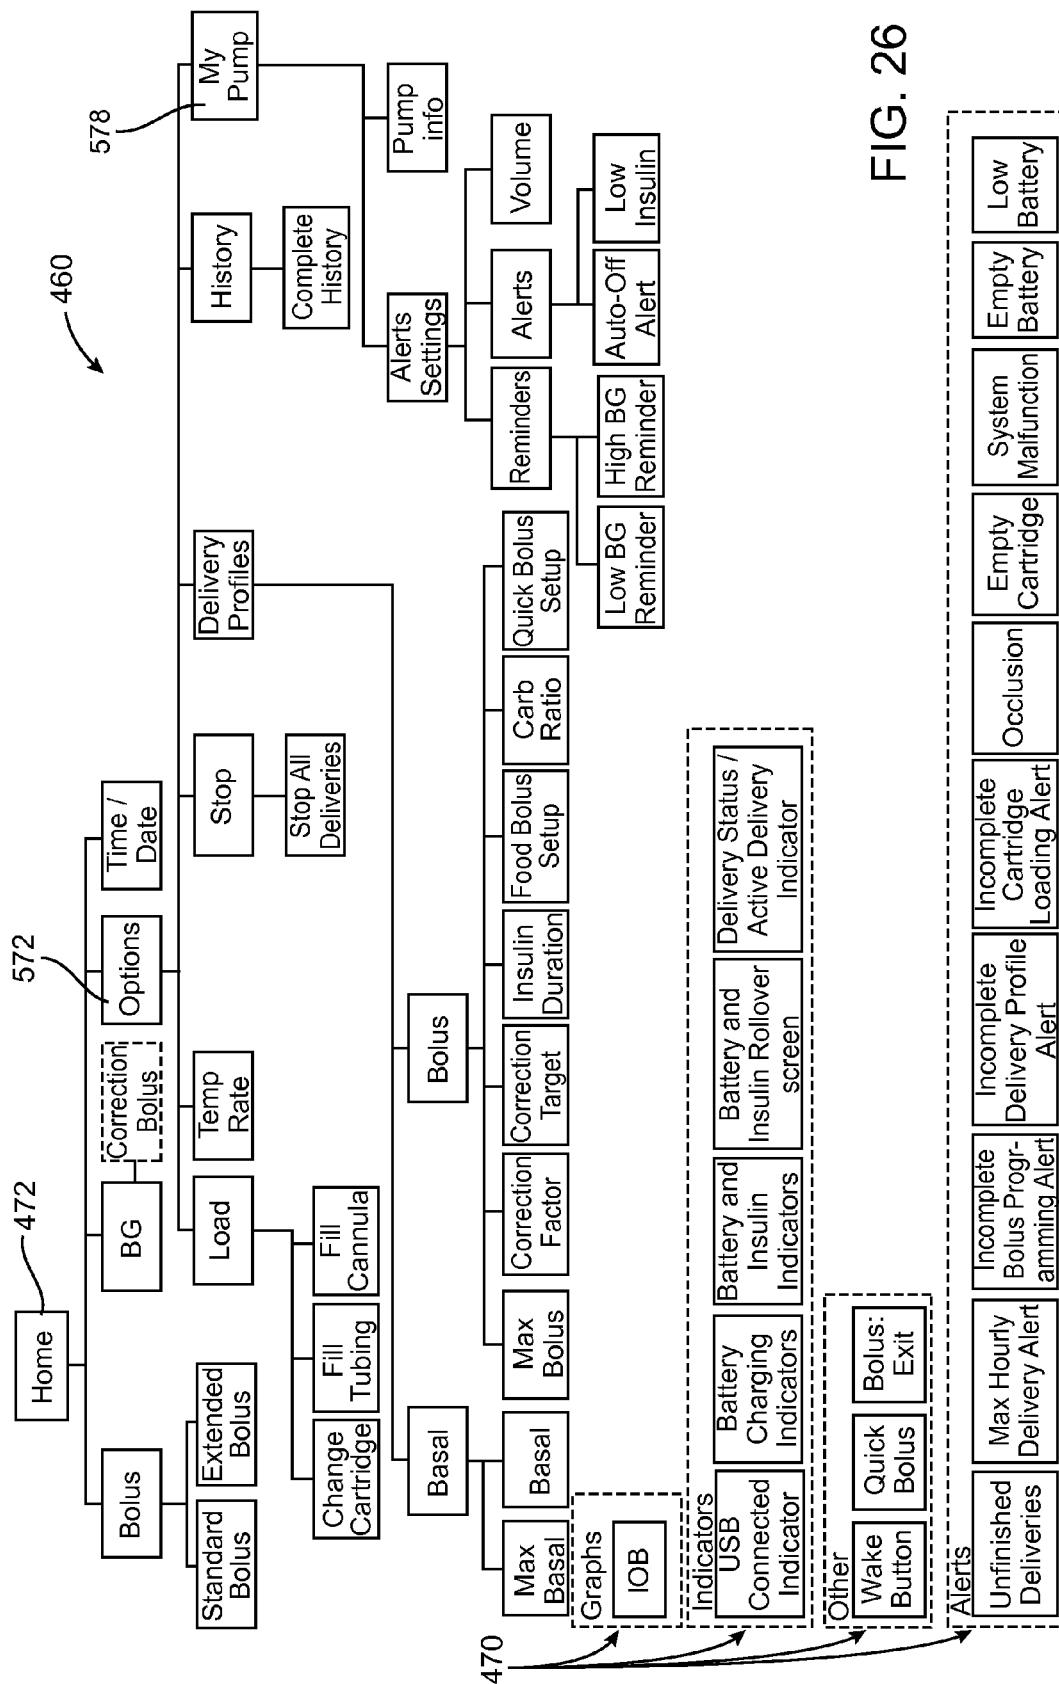 460
472
Home
572
578
Bolus
BG
Correction
Bolus
Options
Time /
Date
Standard
Bolus
Extended
Bolus
Load
Temp
Rate
Stop
Delivery
Profiles
History
My
Pump
Change
Cartridge
Fill
Tubing
Fill
Cannula
Stop All
Deliveries
Complete
History
Basal
Bolus
Alerts
Settings
Pump
info
Max
Basal
Basal
Max
Bolus
Correction
Factor
Correction
Target
Insulin
Duration
Food Bolus
Setup
Carb
Ratio
Quick Bolus
Setup
Reminders
Alerts
Volume
Low BG
Reminder
High BG
Reminder
Auto-Off
Alert
Low
Insulin
470
Graphs
IOB
Indicators
USB
Connected
Indicator
Battery
Charging
Indicators
Battery and
Insulin
Indicators
Battery and
Insulin Rollover
screen
Delivery Status /
Active Delivery
Indicator
Other
Wake
Button
Quick
Bolus
Bolus:
Exit
Alerts
Unfinished
Deliveries
Max Hourly
Delivery Alert
Incomplete
Bolus Progr-
amming Alert
Incomplete
Delivery Profile
Alert
Incomplete
Cartridge
Loading Alert
Occlusion
Empty
Cartridge
System
Malfunction
Empty
Battery
Low
Battery
FIG. 26